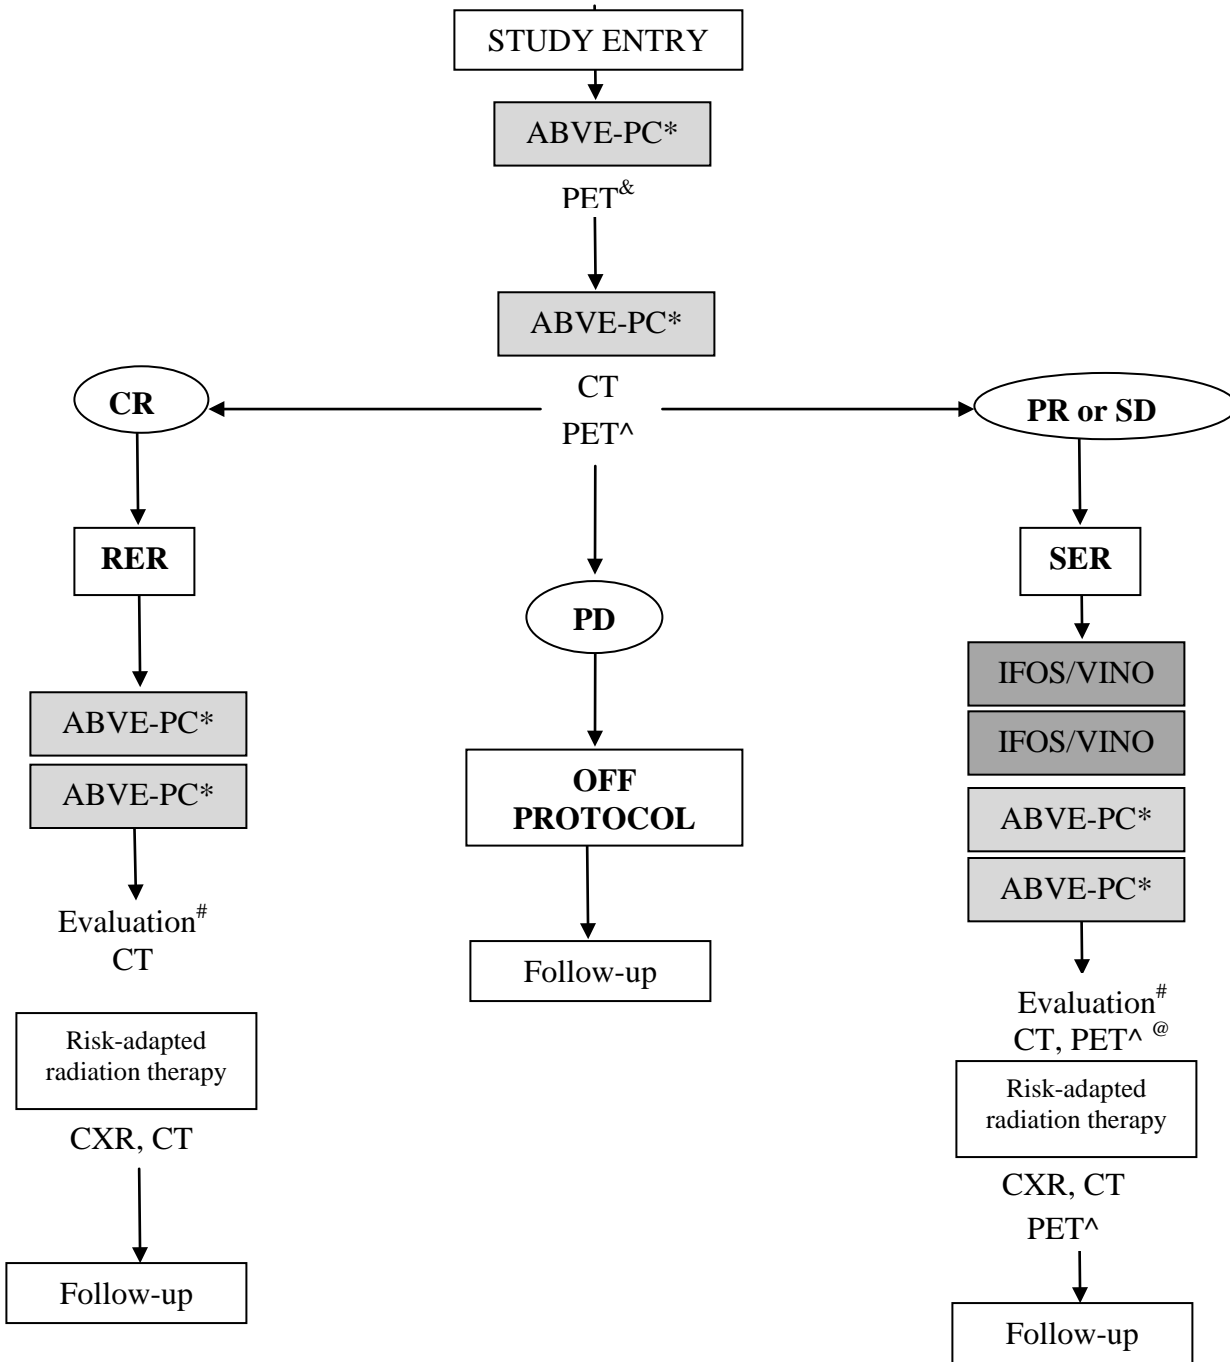 STUDY ENTRY
ABVE-PC*
PET&
ABVE-PC*
CT
PET^
CR
RER
ABVE-PC*
ABVE-PC*
Evaluation#
CT
Risk-adapted
radiation therapy
CXR, CT
Follow-up
PD
OFF
PROTOCOL
Follow-up
PR or SD
SER
IFOS/VINO
IFOS/VINO
ABVE-PC*
ABVE-PC*
Evaluation#
CT, PET^ @
Risk-adapted
radiation therapy
CXR, CT
PET^
Follow-up